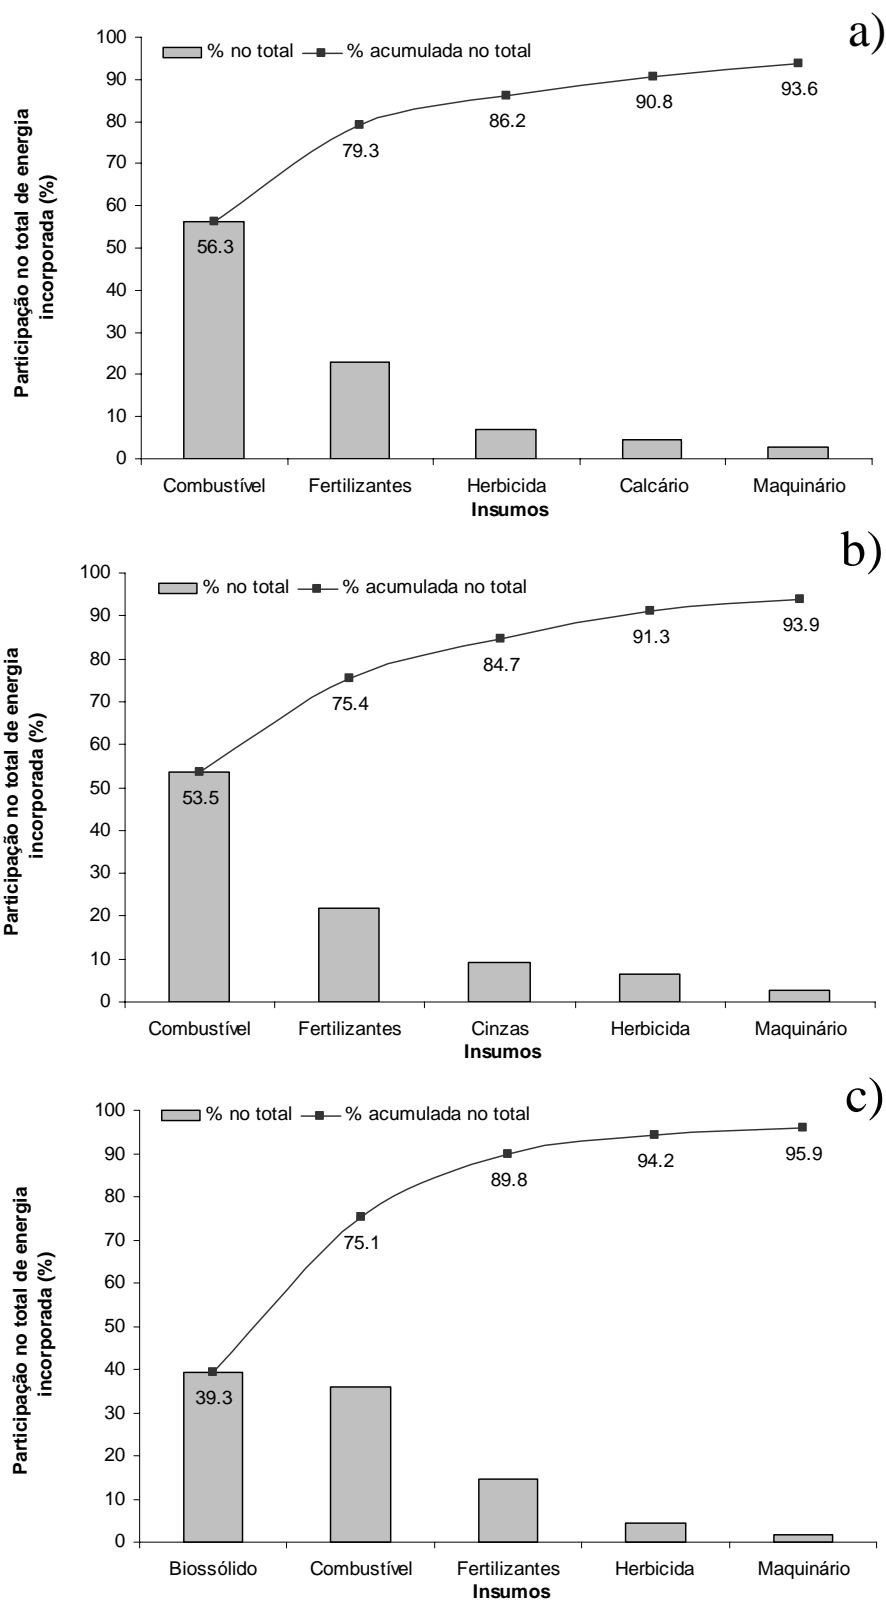 a)
% no total % acumulada no total
Participação no total de energia
incorporada (%)
100
90
80
70
60
50
40
30
20
10
0
56.3
79.3
86.2
90.8
93.6
Combustível Fertilizantes Herbicida Calcário Maquinário
Insumos
b)
% no total % acumulada no total
Participação no total de energia
incorporada (%)
100
90
80
70
60
50
40
30
20
10
0
53.5
75.4
84.7
91.3
93.9
Combustível Fertilizantes Cinzas Herbicida Maquinário
Insumos
c)
% no total % acumulada no total
Participação no total de energia
incorporada (%)
100
90
80
70
60
50
40
30
20
10
0
39.3
75.1
89.8
94.2
95.9
Biossólido Combustível Fertilizantes Herbicida Maquinário
Insumos